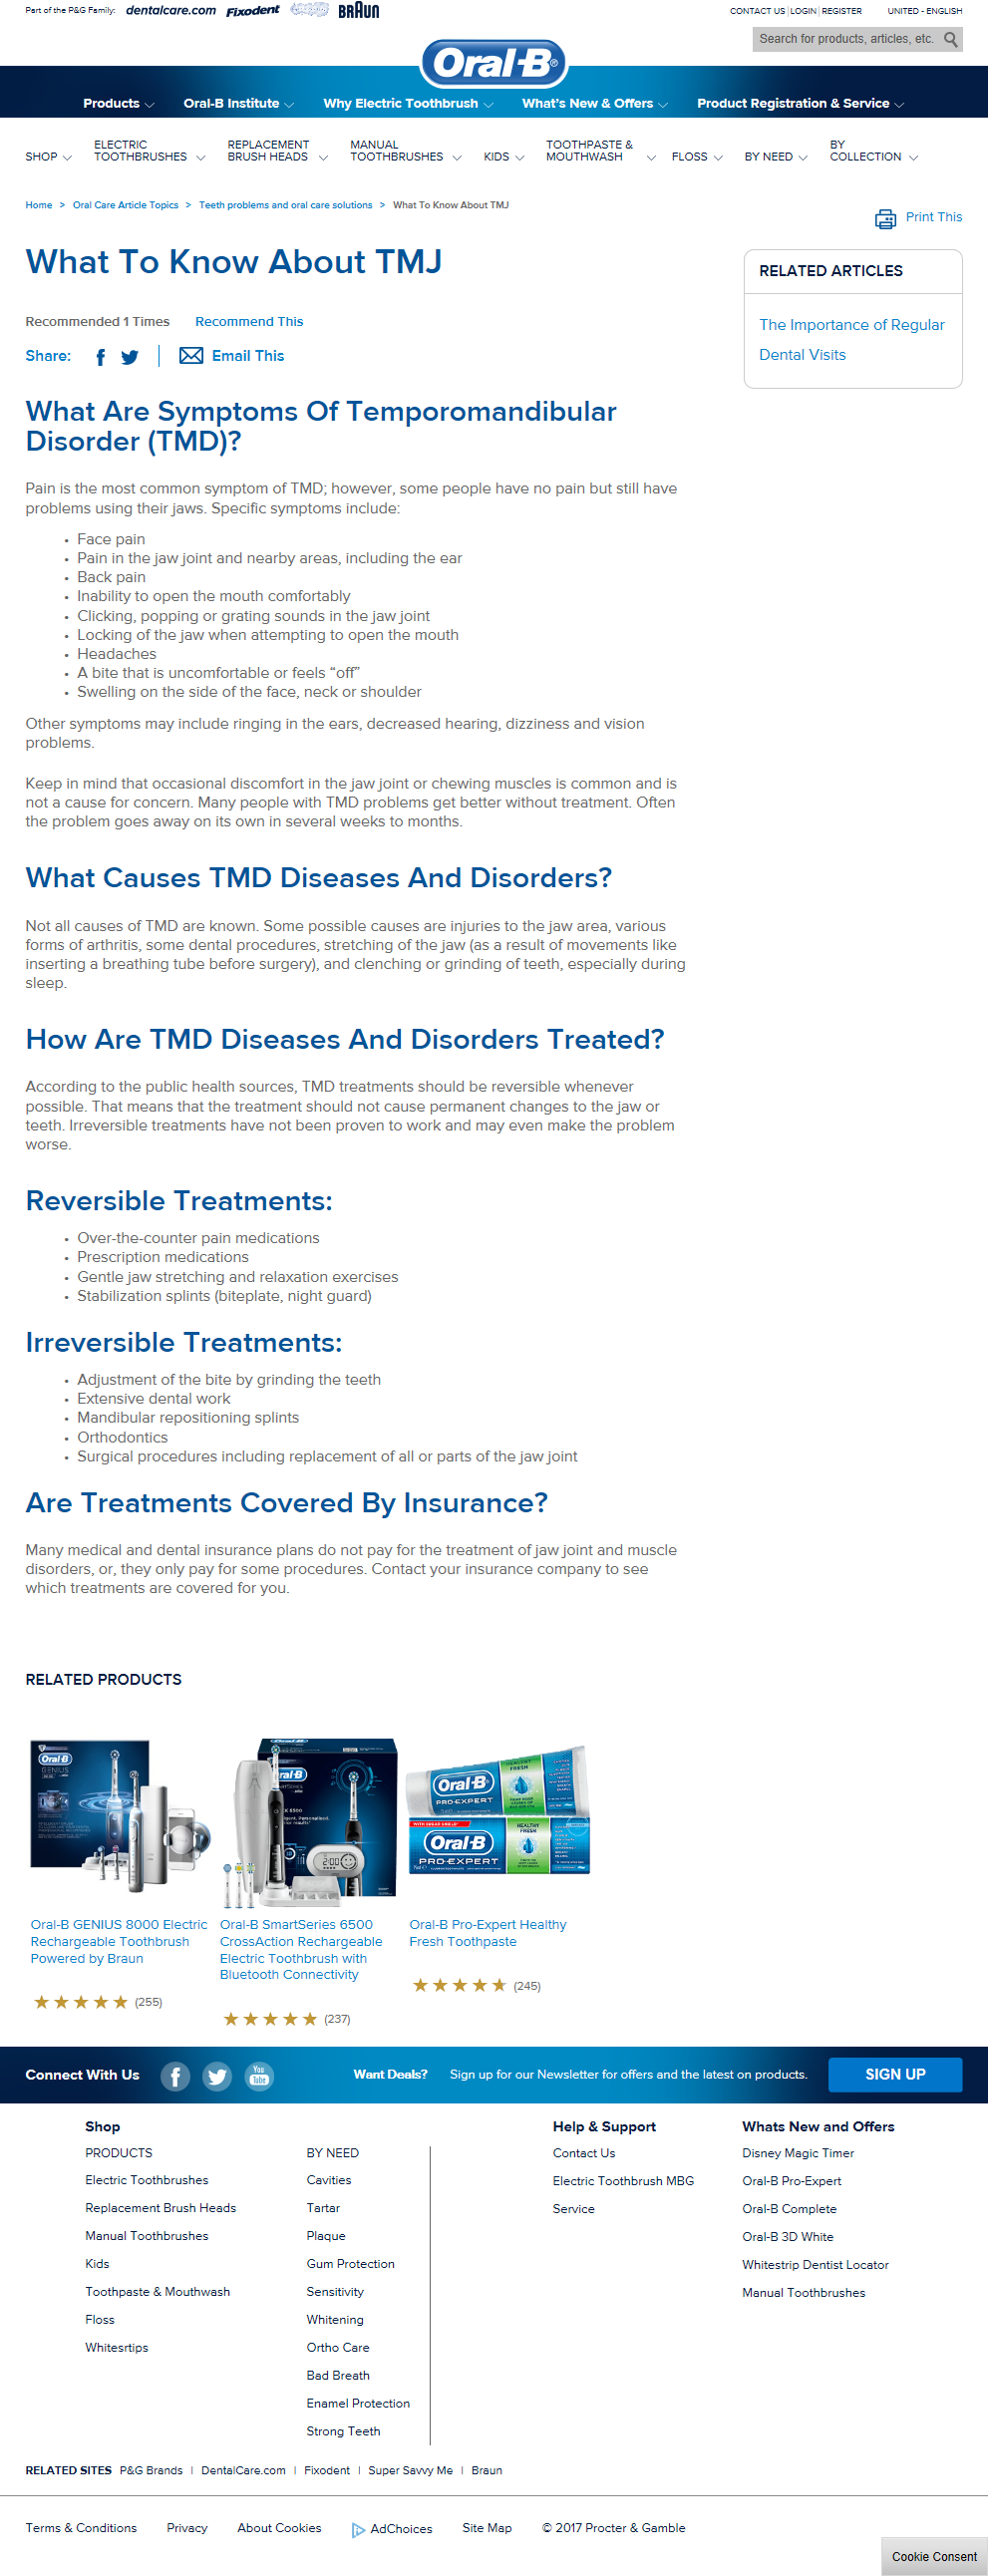 Part of the P&G Family: dentalcare.com Fixodent BRAUN
CONTACT US | LOGIN | REGISTER UNITED - ENGLISH
Search for products, articles, etc.
Oral-B®
Products Oral-B Institute Why Electric Toothbrush What's New & Offers Product Registration & Service
SHOP ELECTRIC TOOTHBRUSHES REPLACEMENT BRUSH HEADS MANUAL TOOTHBRUSHES KIDS TOOTHPASTE & MOUTHWASH FLOSS BY NEED BY COLLECTION
Home > Oral Care Article Topics > Teeth problems and oral care solutions > What To Know About TMJ
Print This
What To Know About TMJ
RELATED ARTICLES
The Importance of Regular
Dental Visits
Recommended 1 Times Recommend This
Share: Email This
What Are Symptoms Of Temporomandibular
Disorder (TMD)?
Pain is the most common symptom of TMD; however, some people have no pain but still have
problems using their jaws. Specific symptoms include:
• Face pain
• Pain in the jaw joint and nearby areas, including the ear
• Back pain
• Inability to open the mouth comfortably
• Clicking, popping or grating sounds in the jaw joint
• Locking of the jaw when attempting to open the mouth
• Headaches
• A bite that is uncomfortable or feels “off”
• Swelling on the side of the face, neck or shoulder
Other symptoms may include ringing in the ears, decreased hearing, dizziness and vision
problems.
Keep in mind that occasional discomfort in the jaw joint or chewing muscles is common and is
not a cause for concern. Many people with TMD problems get better without treatment. Often
the problem goes away on its own in several weeks to months.
What Causes TMD Diseases And Disorders?
Not all causes of TMD are known. Some possible causes are injuries to the jaw area, various
forms of arthritis, some dental procedures, stretching of the jaw (as a result of movements like
inserting a breathing tube before surgery), and clenching or grinding of teeth, especially during
sleep.
How Are TMD Diseases And Disorders Treated?
According to the public health sources, TMD treatments should be reversible whenever
possible. That means that the treatment should not cause permanent changes to the jaw or
teeth. Irreversible treatments have not been proven to work and may even make the problem
worse.
Reversible Treatments:
• Over-the-counter pain medications
• Prescription medications
• Gentle jaw stretching and relaxation exercises
• Stabilization splints (biteplate, night guard)
Irreversible Treatments:
• Adjustment of the bite by grinding the teeth
• Extensive dental work
• Mandibular repositioning splints
• Orthodontics
• Surgical procedures including replacement of all or parts of the jaw joint
Are Treatments Covered By Insurance?
Many medical and dental insurance plans do not pay for the treatment of jaw joint and muscle
disorders, or, they only pay for some procedures. Contact your insurance company to see
which treatments are covered for you.
RELATED PRODUCTS
Oral-B
GENIUS
Oral-B
2:00
Oral-B
PRO-EXPERT
HEALTHY
FRESH
Oral-B
PRO-EXPERT
HEALTHY
FRESH
Oral-B GENIUS 8000 Electric
Rechargeable Toothbrush
Powered by Braun
(255)
Oral-B SmartSeries 6500
CrossAction Rechargeable
Electric Toothbrush with
Bluetooth Connectivity
(237)
Oral-B Pro-Expert Healthy
Fresh Toothpaste
(245)
Connect With Us You Tube Want Deals? Sign up for our Newsletter for offers and the latest on products. SIGN UP
Shop
PRODUCTS
Electric Toothbrushes
Replacement Brush Heads
Manual Toothbrushes
Kids
Toothpaste & Mouthwash
Floss
Whitesrtips
BY NEED
Cavities
Tartar
Plaque
Gum Protection
Sensitivity
Whitening
Ortho Care
Bad Breath
Enamel Protection
Strong Teeth
Help & Support
Contact Us
Electric Toothbrush MBG
Service
Whats New and Offers
Disney Magic Timer
Oral-B Pro-Expert
Oral-B Complete
Oral-B 3D White
Whitestrip Dentist Locator
Manual Toothbrushes
RELATED SITES P&G Brands | DentalCare.com | Fixodent | Super Savvy Me | Braun
Terms & Conditions Privacy About Cookies AdChoices Site Map © 2017 Procter & Gamble
Cookie Consent